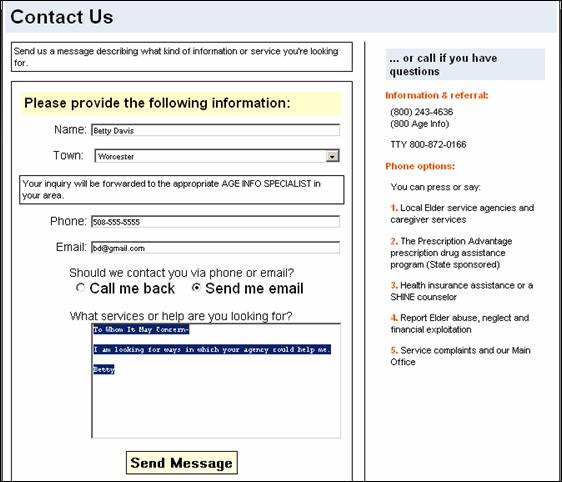 Contact Us
Send us a message describing what kind of information or service you're looking
for.
Please provide the following information:
Name: Betty Davis
Town: Worcester
Your inquiry will be forwarded to the appropriate AGE INFO SPECIALIST in
your area.
Phone: 508-555-5555
Email: bd@gmail.com
Should we contact you via phone or email?
Call me back Send me email
What services or help are you looking for?
To Whom It May Concern-
I am looking for ways in which your agency could help me.
Betty
Send Message
... or call if you have
questions
Information & referral:
(800) 243-4636
(800 Age Info)
TTY 800-872-0166
Phone options:
You can press or say:
1. Local Elder service agencies and
caregiver services
2. The Prescription Advantage
prescription drug assistance
program (State sponsored)
3. Health insurance assistance or a
SHINE counselor
4. Report Elder abuse, neglect and
financial exploitation
5. Service complaints and our Main
Office